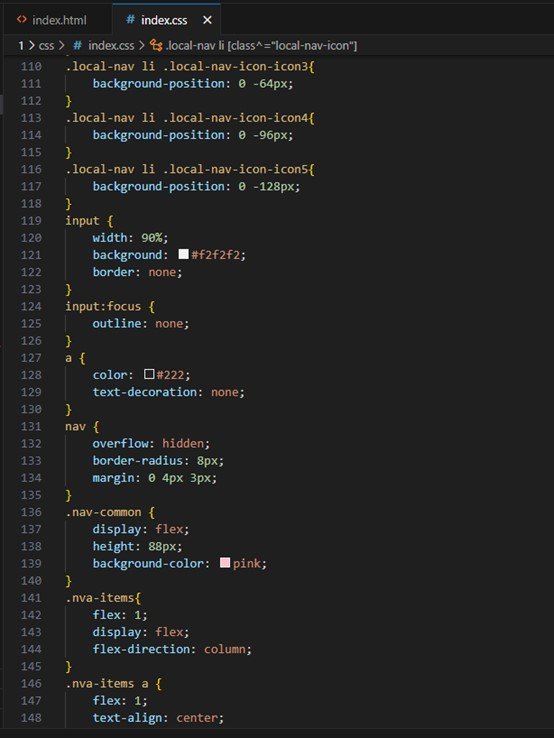 index.html index.css
1 > css > # index.css > .local-nav li [class^="local-nav-icon"]
110 .local-nav li .local-nav-icon-icon3{
111 background-position: 0 -64px;
112 }
113 .local-nav li .local-nav-icon-icon4{
114 background-position: 0 -96px;
115 }
116 .local-nav li .local-nav-icon-icon5{
117 background-position: 0 -128px;
118 }
119 input {
120 width: 90%;
121 background: #f2f2f2;
122 border: none;
123 }
124 input:focus {
125 outline: none;
126 }
127 a {
128 color: #222;
129 text-decoration: none;
130 }
131 nav {
132 overflow: hidden;
133 border-radius: 8px;
134 margin: 0 4px 3px;
135 }
136 .nav-common {
137 display: flex;
138 height: 88px;
139 background-color: pink;
140 }
141 .nva-items{
142 flex: 1;
143 display: flex;
144 flex-direction: column;
145 }
146 .nva-items a {
147 flex: 1;
148 text-align: center;